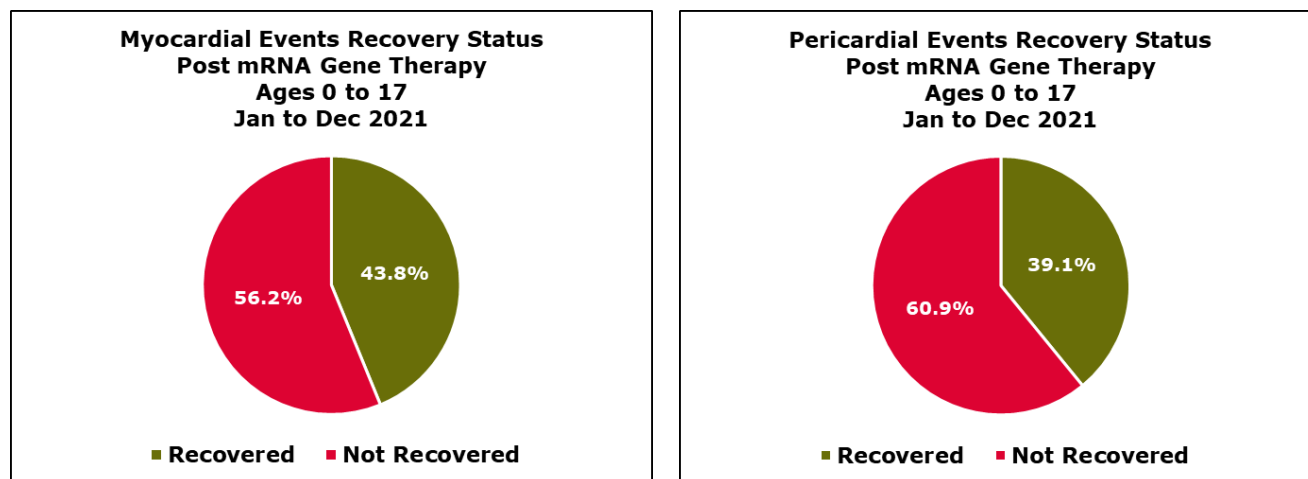 Myocardial Events Recovery Status
Post mRNA Gene Therapy
Ages 0 to 17
Jan to Dec 2021
43.8%
56.2%
Recovered
Not Recovered
Pericardial Events Recovery Status
Post mRNA Gene Therapy
Ages 0 to 17
Jan to Dec 2021
39.1%
60.9%
Recovered
Not Recovered